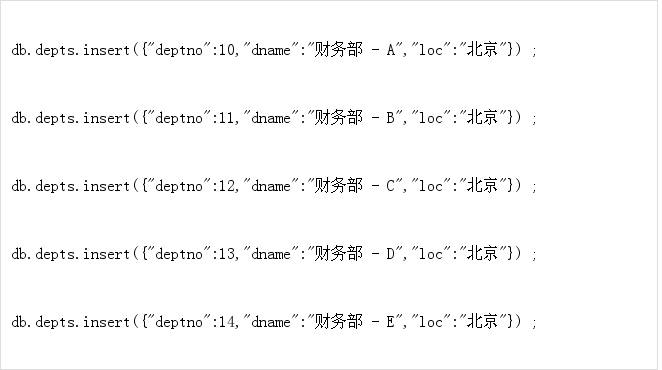 db.depts.insert({"deptno":10,"dname":"财务部 - A","loc":"北京"}) ;
db.depts.insert({"deptno":11,"dname":"财务部 - B","loc":"北京"}) ;
db.depts.insert({"deptno":12,"dname":"财务部 - C","loc":"北京"}) ;
db.depts.insert({"deptno":13,"dname":"财务部 - D","loc":"北京"}) ;
db.depts.insert({"deptno":14,"dname":"财务部 - E","loc":"北京"}) ;